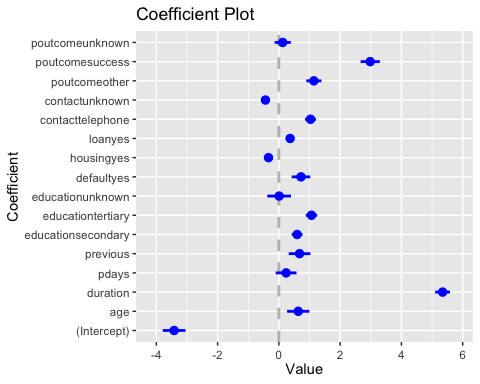 Coefficient Plot
poutcomeunknown
poutcomesuccess
poutcomeother
contactunknown
contacttelephone
loanyes
housingyes
defaultyes
educationunknown
educationtertiary
educationsecondary
previous
pdays
duration
age
(Intercept)
Coefficient
-4 -2 0 2 4 6
Value